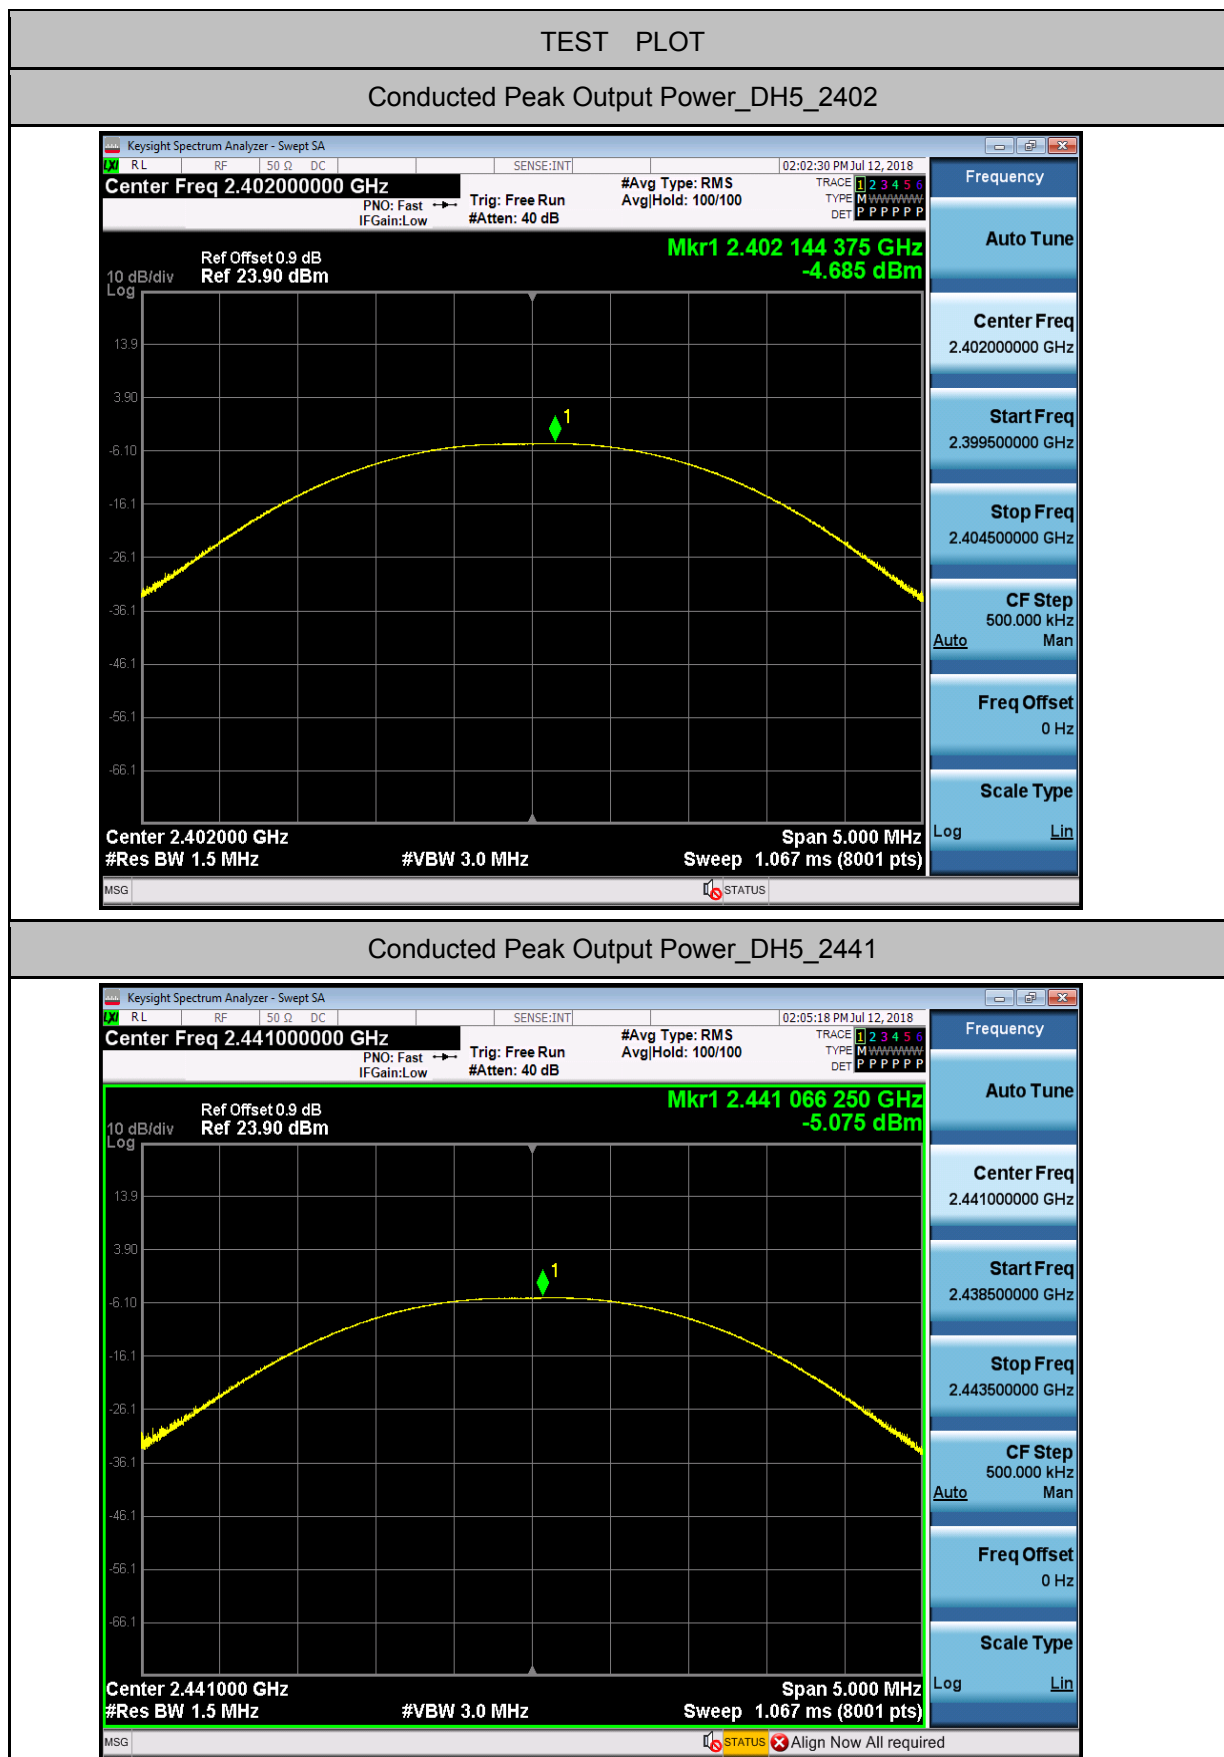 TEST PLOT
Conducted Peak Output Power_DH5_2402
Keysight Spectrum Analyzer - Swept SA
LXI RL RF 50 Ω DC SENSE:INT 02:02:30 PM Jul 12, 2018
Center Freq 2.402000000 GHz
PNO: Fast
IFGain:Low
Trig: Free Run
#Atten: 40 dB
#Avg Type: RMS
Avg|Hold: 100/100
TRACE 1 2 3 4 5 6
TYPE M W W W W W
DET P P P P P P
Mkr1 2.402 144 375 GHz
-4.685 dBm
Ref Offset 0.9 dB
10 dB/div Ref 23.90 dBm
Log
13.9
3.90
-6.10
-16.1
-26.1
-36.1
-46.1
-56.1
-66.1
1
Center 2.402000 GHz Span 5.000 MHz
#Res BW 1.5 MHz #VBW 3.0 MHz Sweep 1.067 ms (8001 pts)
MSG STATUS
Frequency
Auto Tune
Center Freq
2.402000000 GHz
Start Freq
2.399500000 GHz
Stop Freq
2.404500000 GHz
CF Step
500.000 kHz
Auto Man
Freq Offset
0 Hz
Scale Type
Log Lin
Conducted Peak Output Power_DH5_2441
Keysight Spectrum Analyzer - Swept SA
LXI RL RF 50 Ω DC SENSE:INT 02:05:18 PM Jul 12, 2018
Center Freq 2.441000000 GHz
PNO: Fast
IFGain:Low
Trig: Free Run
#Atten: 40 dB
#Avg Type: RMS
Avg|Hold: 100/100
TRACE 1 2 3 4 5 6
TYPE M W W W W W
DET P P P P P P
Mkr1 2.441 066 250 GHz
-5.075 dBm
Ref Offset 0.9 dB
10 dB/div Ref 23.90 dBm
Log
13.9
3.90
-6.10
-16.1
-26.1
-36.1
-46.1
-56.1
-66.1
1
Center 2.441000 GHz Span 5.000 MHz
#Res BW 1.5 MHz #VBW 3.0 MHz Sweep 1.067 ms (8001 pts)
MSG STATUS Align Now All required
Frequency
Auto Tune
Center Freq
2.441000000 GHz
Start Freq
2.438500000 GHz
Stop Freq
2.443500000 GHz
CF Step
500.000 kHz
Auto Man
Freq Offset
0 Hz
Scale Type
Log Lin